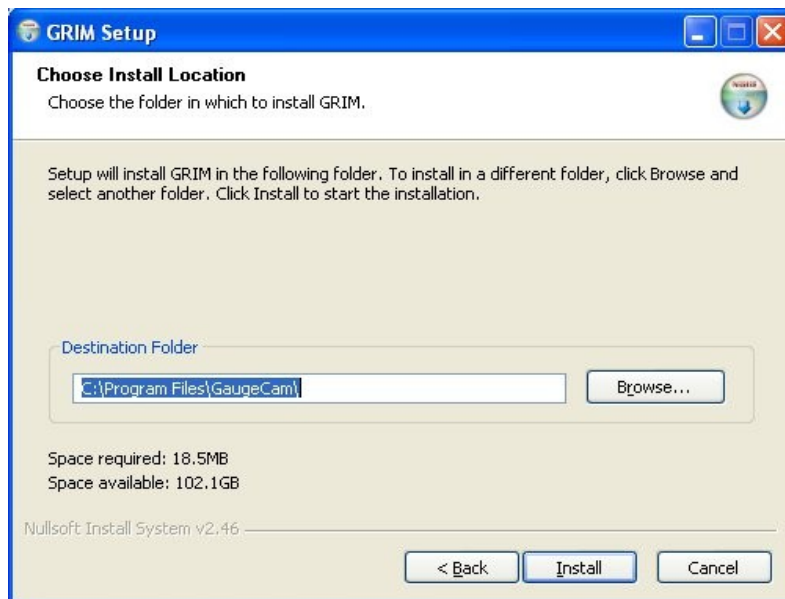 GRIM Setup
Choose Install Location
Choose the folder in which to install GRIM.
Setup will install GRIM in the following folder. To install in a different folder, click Browse and
select another folder. Click Install to start the installation.
Destination Folder
C:\Program Files\GaugeCam\
Browse...
Space required: 18.5MB
Space available: 102.1GB
Nullsoft Install System v2.46
< Back
Install
Cancel